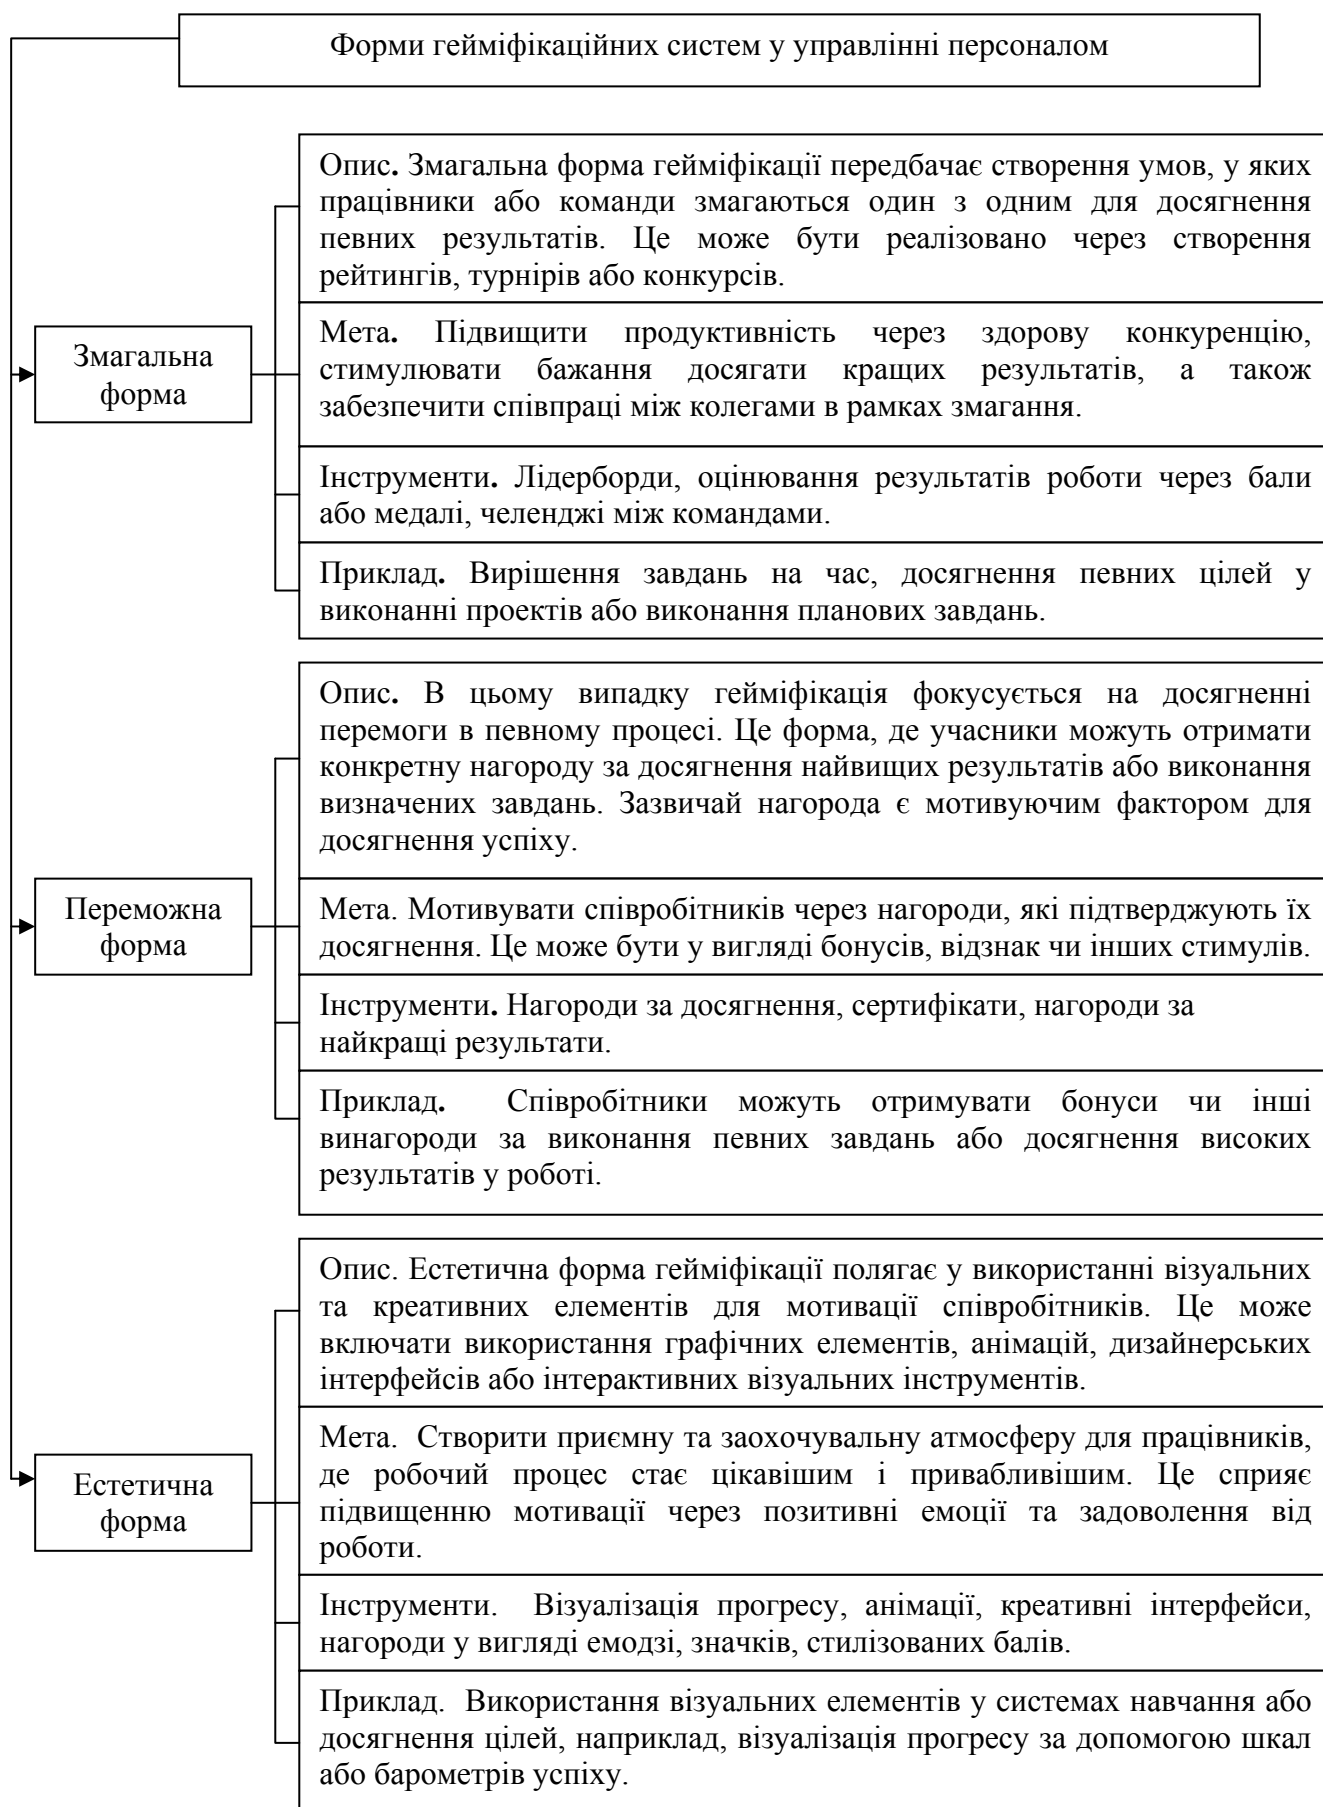 Форми гейміфікаційних систем у управлінні персоналом
Опис. Змагальна форма гейміфікації передбачає створення умов, у яких
працівники або команди змагаються один з одним для досягнення
певних результатів. Це може бути реалізовано через створення
рейтингів, турнірів або конкурсів.
Змагальна
форма
Мета. Підвищити продуктивність через здорову конкуренцію,
стимулювати бажання досягати кращих результатів, а також
забезпечити співпраці між колегами в рамках змагання.
Інструменти. Лідерборди, оцінювання результатів роботи через бали
або медалі, челенджі між командами.
Приклад. Вирішення завдань на час, досягнення певних цілей у
виконанні проектів або виконання планових завдань.
Опис. В цьому випадку гейміфікація фокусується на досягненні
перемоги в певному процесі. Це форма, де учасники можуть отримати
конкретну нагороду за досягнення найвищих результатів або виконання
визначених завдань. Зазвичай нагорода є мотивуючим фактором для
досягнення успіху.
Переможна
форма
Мета. Мотивувати співробітників через нагороди, які підтверджують їх
досягнення. Це може бути у вигляді бонусів, відзнак чи інших стимулів.
Інструменти. Нагороди за досягнення, сертифікати, нагороди за
найкращі результати.
Приклад. Співробітники можуть отримувати бонуси чи інші
винагороди за виконання певних завдань або досягнення високих
результатів у роботі.
Опис. Естетична форма гейміфікації полягає у використанні візуальних
та креативних елементів для мотивації співробітників. Це може
включати використання графічних елементів, анімацій, дизайнерських
інтерфейсів або інтерактивних візуальних інструментів.
Естетична
форма
Мета. Створити приємну та заохочувальну атмосферу для працівників,
де робочий процес стає цікавішим і привабливішим. Це сприяє
підвищенню мотивації через позитивні емоції та задоволення від
роботи.
Інструменти. Візуалізація прогресу, анімації, креативні інтерфейси,
нагороди у вигляді емодзі, значків, стилізованих балів.
Приклад. Використання візуальних елементів у системах навчання або
досягнення цілей, наприклад, візуалізація прогресу за допомогою шкал
або барометрів успіху.